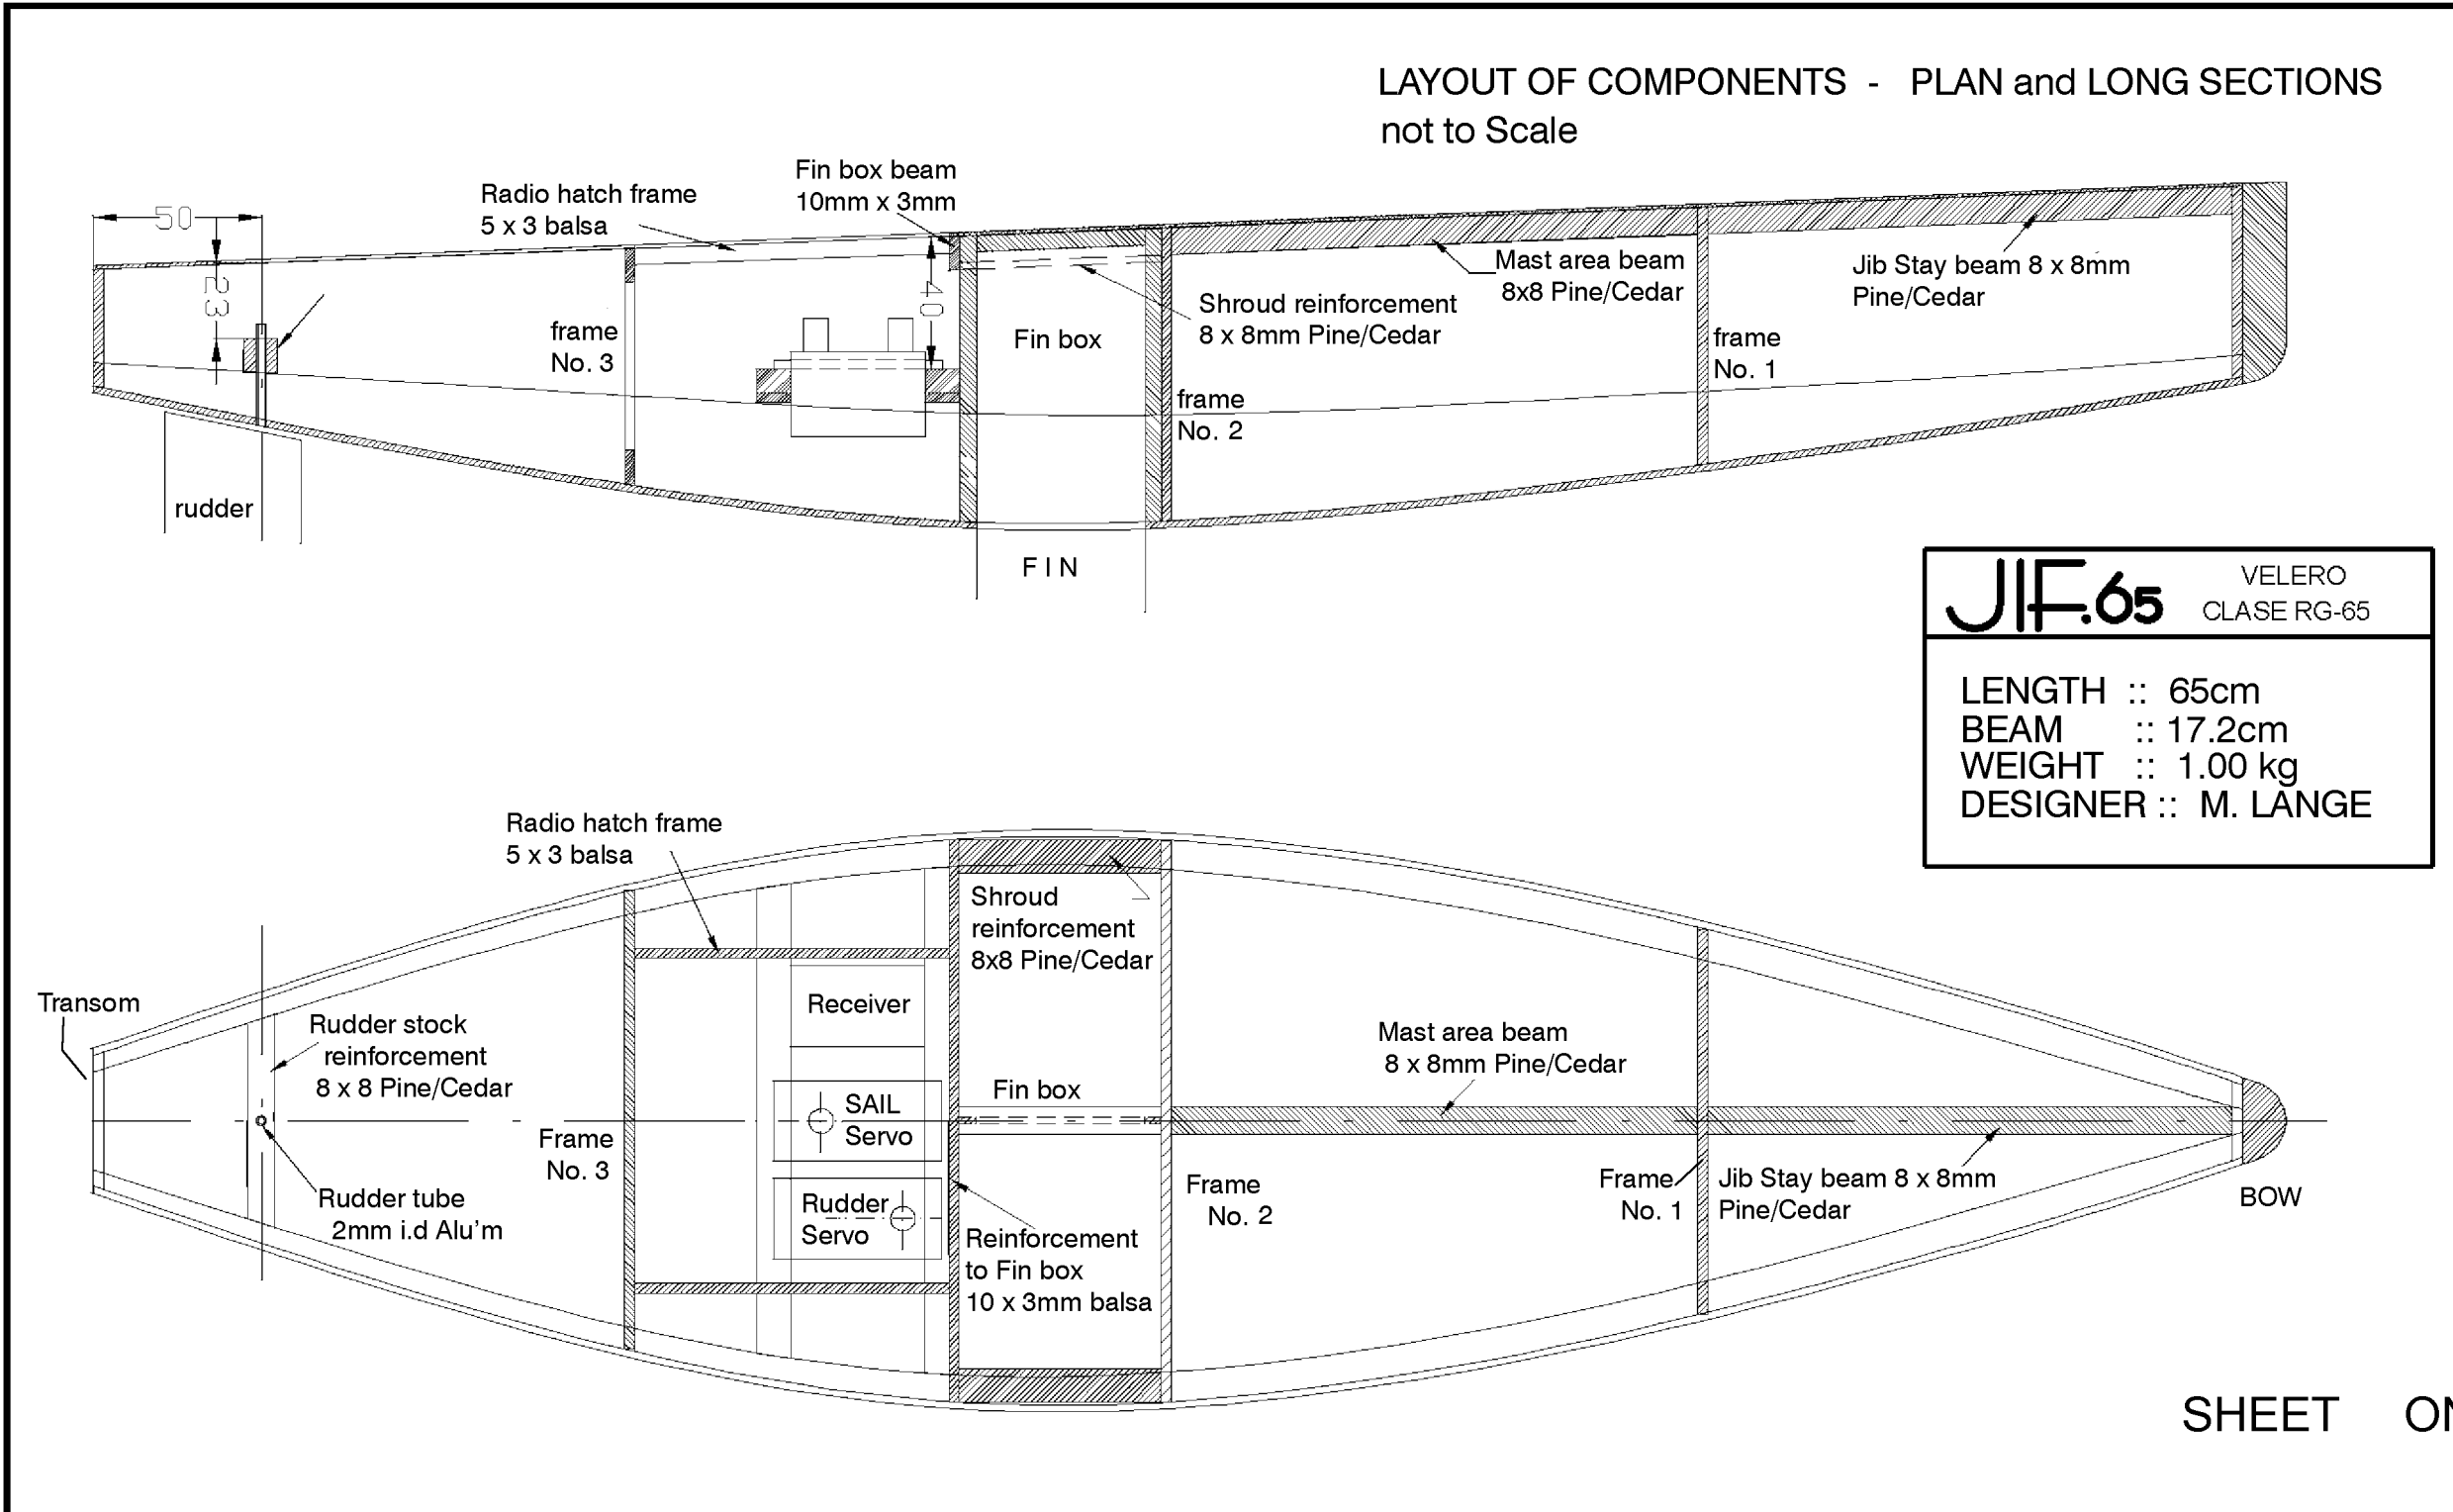 LAYOUT OF COMPONENTS - PLAN and LONG SECTIONS
not to Scale
Fin box beam
10mm x 3mm
Radio hatch frame
5 x 3 balsa
50
23
40
frame
No. 3
Fin box
Shroud reinforcement
8 x 8mm Pine/Cedar
Mast area beam
8x8 Pine/Cedar
Jib Stay beam 8 x 8mm
Pine/Cedar
frame
No. 1
frame
No. 2
rudder
FIN
JIF.65
VELERO
CLASE RG-65
LENGTH :: 65cm
BEAM :: 17.2cm
WEIGHT :: 1.00 kg
DESIGNER :: M. LANGE
Radio hatch frame
5 x 3 balsa
Shroud
reinforcement
8x8 Pine/Cedar
Transom
Rudder stock
reinforcement
8 x 8 Pine/Cedar
Receiver
SAIL
Servo
Fin box
Mast area beam
8 x 8mm Pine/Cedar
Frame
No. 3
Rudder tube
2mm i.d Alu'm
Rudder
Servo
Reinforcement
to Fin box
10 x 3mm balsa
Frame
No. 2
Frame
No. 1
Jib Stay beam 8 x 8mm
Pine/Cedar
BOW
SHEET ON